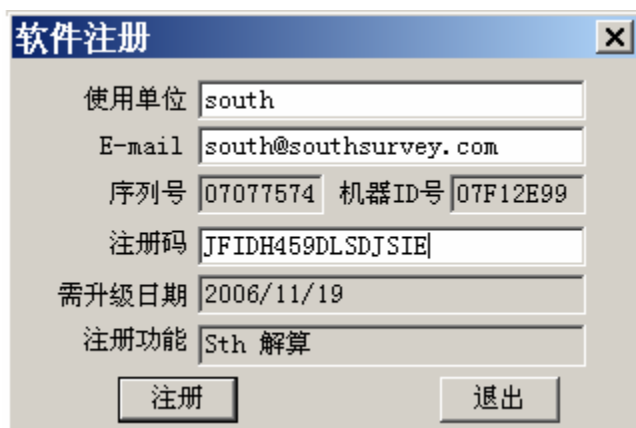 软件注册
使用单位 south
E-mail south@southsurvey.com
序列号 07077574 机器ID号 07F12E99
注册码 JFIDH459DLSDJSIE
需升级日期 2006/11/19
注册功能 Sth 解算
注册 退出